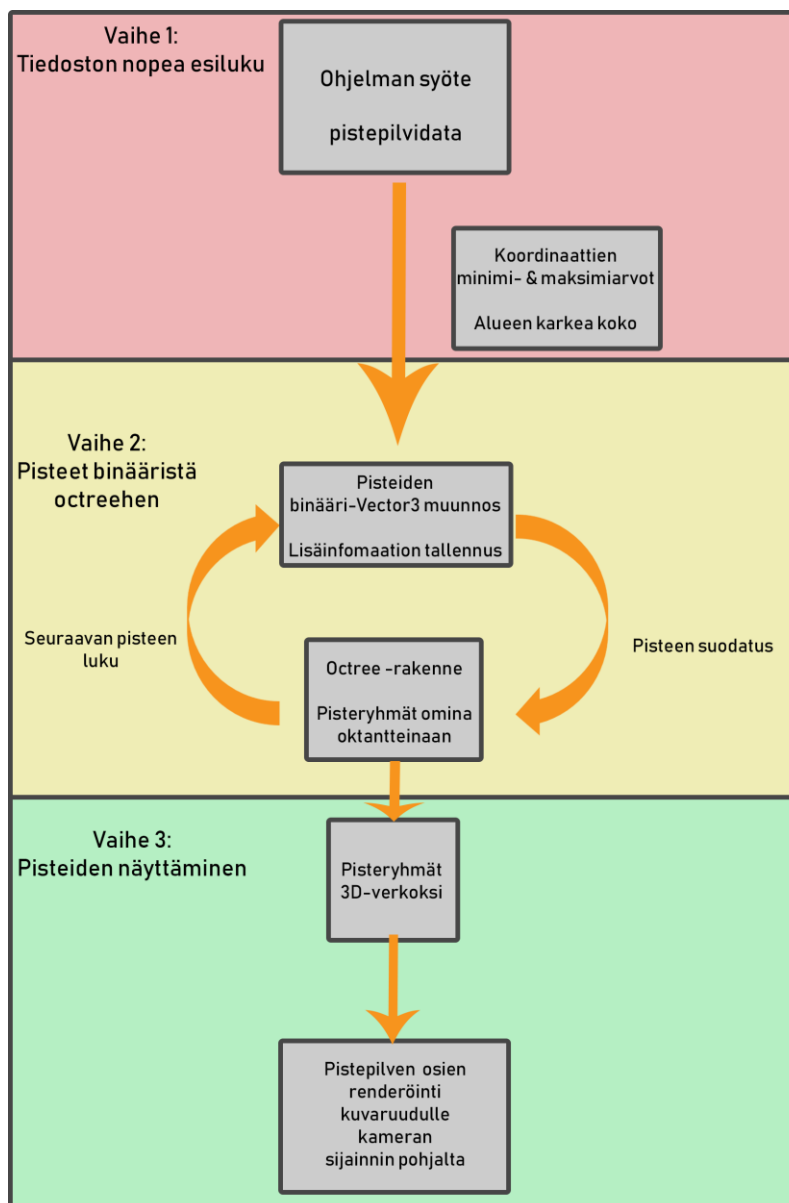 Vaihe 1:
Tiedoston nopea esiluku
Ohjelman syöte
pistepilvidata
Koordinaattien
minimi- & maksimiarvot
Alueen karkea koko
Vaihe 2:
Pisteet binääristä
octreehen
Pisteiden
binääri-Vector3 muunnos
Lisäinfomaation tallennus
Seuraavan pisteen
luku
Pisteen suodatus
Octree -rakenne
Pisteryhmät omina
oktantteinaan
Vaihe 3:
Pisteiden näyttäminen
Pisteryhmät
3D-verkoksi
Pistepilven osien
renderöinti
kuvaruudulle
kameran
sijainnin pohjalta